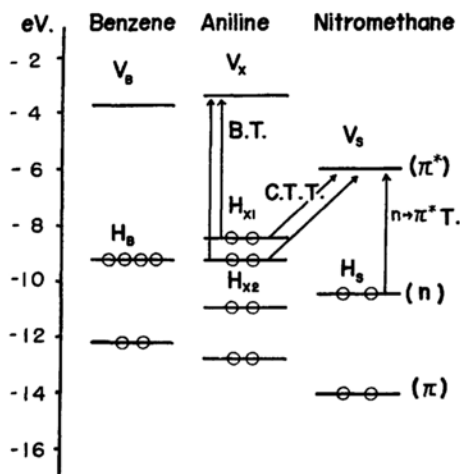 eV. Benzene Aniline Nitromethane
- 2
V_B V_X
- 4
B.T. V_S
- 6 (π*)
C.T.T.
H_X1 n→π* T.
- 8
H_B
-10 H_X2 H_S (n)
-12
-14 (π)
-16